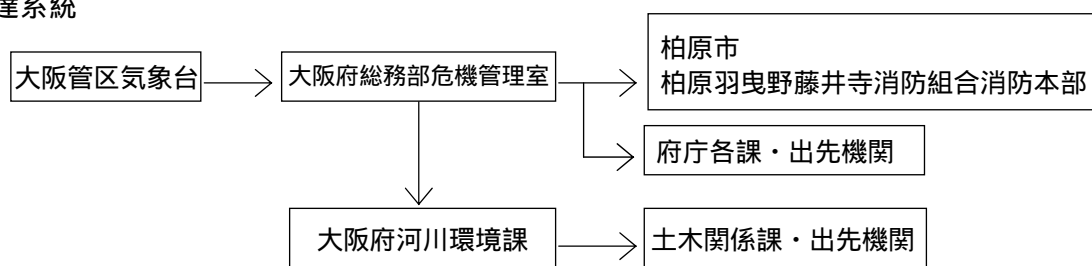 達系統
大阪管区気象台
大阪府総務部危機管理室
柏原市
柏原羽曳野藤井寺消防組合消防本部
府庁各課・出先機関
大阪府河川環境課
土木関係課・出先機関